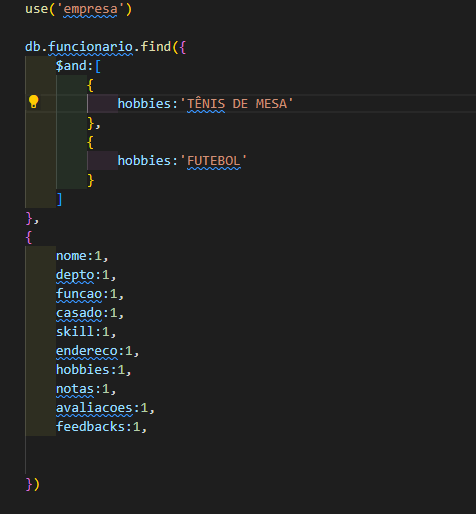 use('empresa')
db.funcionario.find({
$and:[
{
hobbies:'TÊNIS DE MESA'
},
{
hobbies:'FUTEBOL'
}
]
},
{
nome:1,
depto:1,
funcao:1,
casado:1,
skill:1,
endereco:1,
hobbies:1,
notas:1,
avaliacoes:1,
feedbacks:1,
})